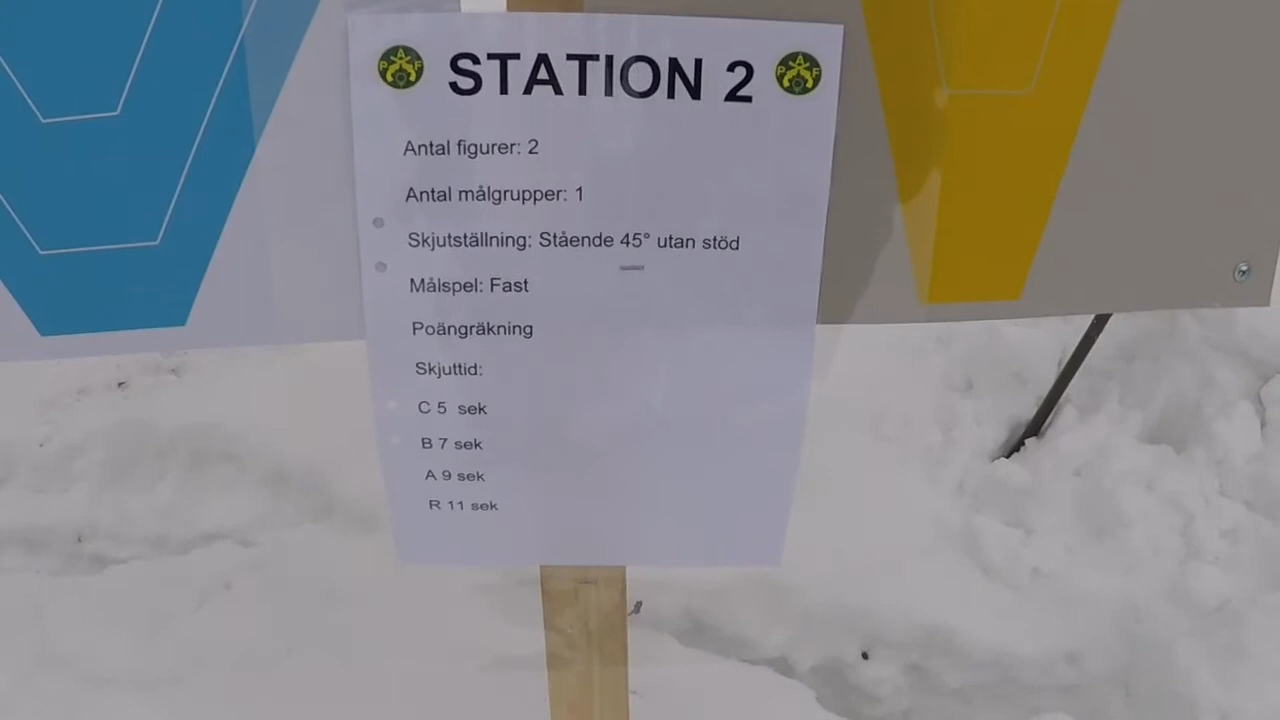 P A F STATION 2 P A F
Antal figurer: 2
Antal målgrupper: 1
Skjutställning: Stående 45° utan stöd
Målspel: Fast
Poängräkning
Skjuttid:
C 5 sek
B 7 sek
A 9 sek
R 11 sek